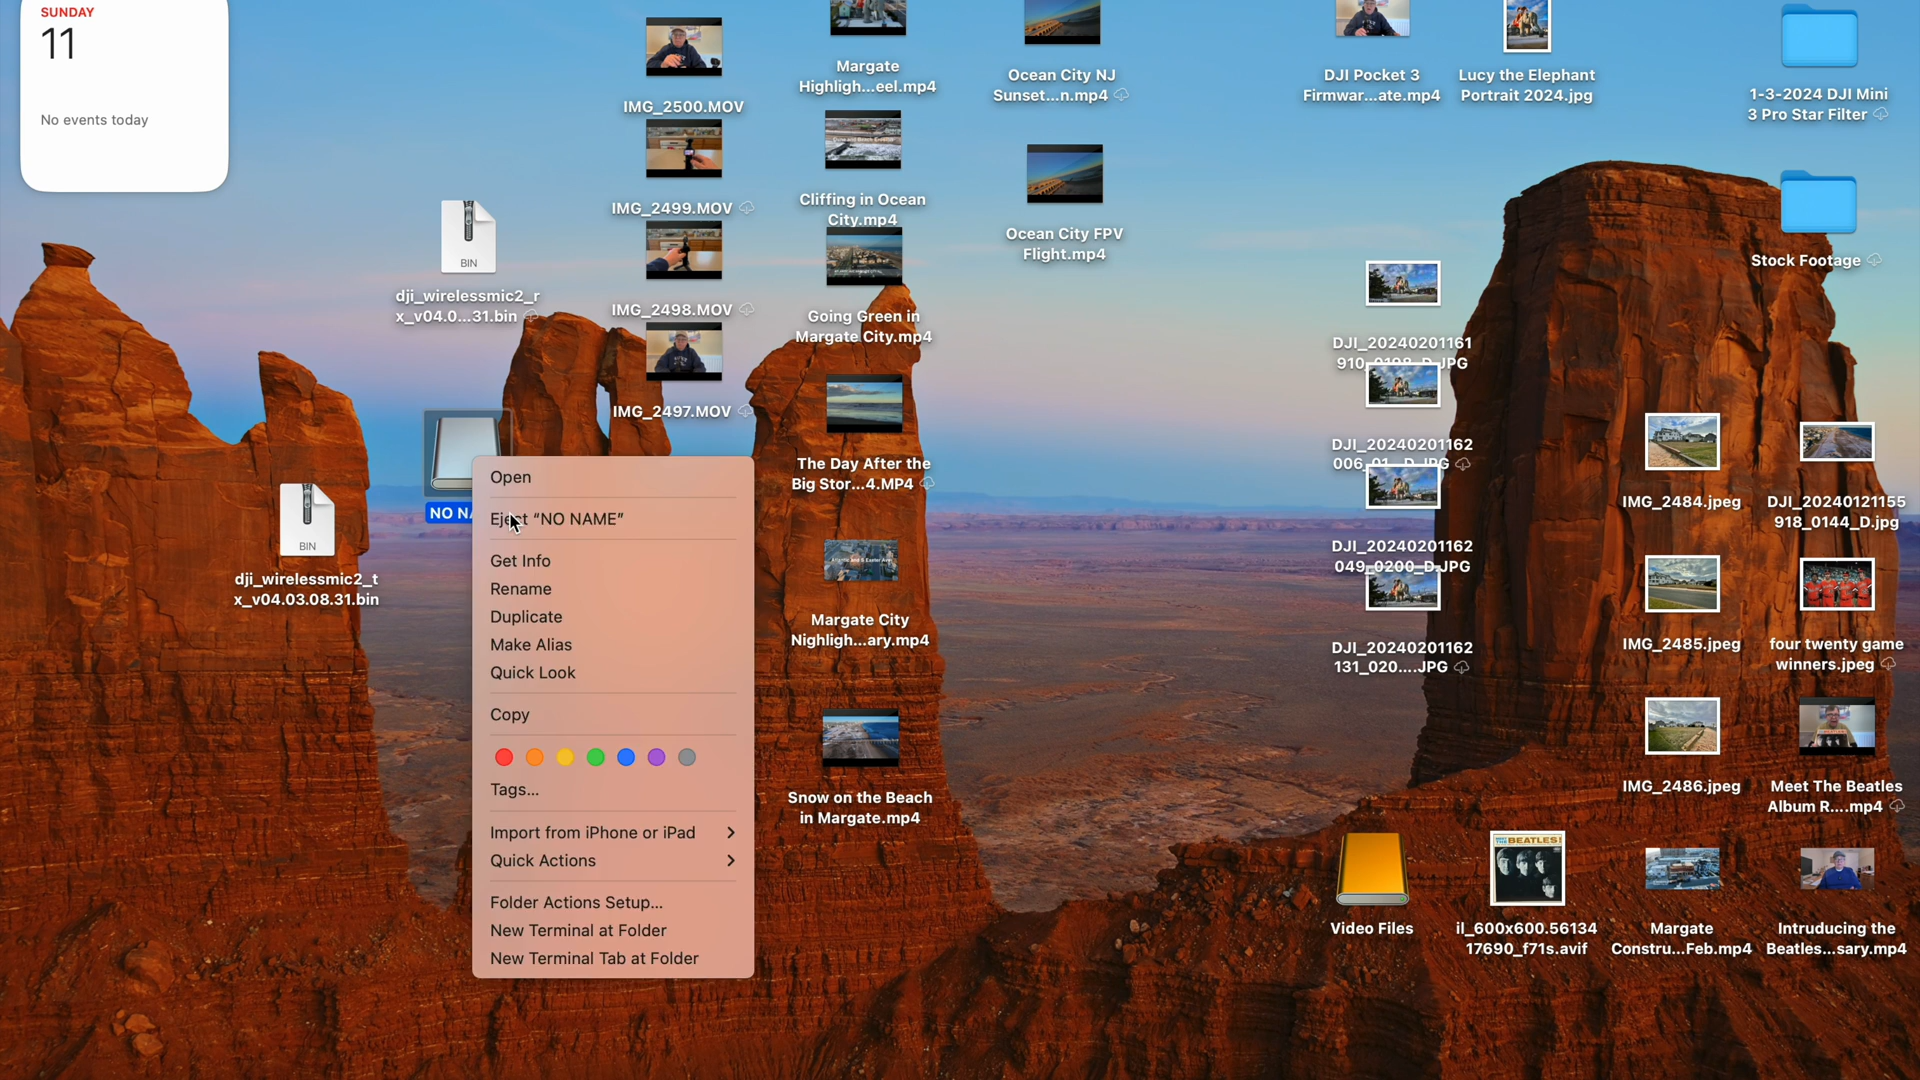 SUNDAY
11
No events today
BIN
dji_wirelessmic2_r
x_v04.0...31.bin
BIN
dji_wirelessmic2_t
x_v04.03.08.31.bin
NO NA
Open
Eject “NO NAME”
Get Info
Rename
Duplicate
Make Alias
Quick Look
Copy
Tags...
Import from iPhone or iPad
Quick Actions
Folder Actions Setup...
New Terminal at Folder
New Terminal Tab at Folder
IMG_2500.MOV
IMG_2499.MOV
IMG_2498.MOV
IMG_2497.MOV
Margate
Highligh...eel.mp4
Cliffing in Ocean
City.mp4
Going Green in
Margate City.mp4
The Day After the
Big Stor...4.MP4
Margate City
Nighligh...ary.mp4
Snow on the Beach
in Margate.mp4
Ocean City NJ
Sunset...n.mp4
Ocean City FPV
Flight.mp4
DJI Pocket 3
Firmwar...ate.mp4
Lucy the Elephant
Portrait 2024.jpg
DJI_20240201161
910_0198_D.JPG
DJI_20240201162
006_01...D.JPG
DJI_20240201162
049_0200_D.JPG
DJI_20240201162
131_020....JPG
Video Files
BEATLES!
il_600x600.56134
17690_f71s.avif
IMG_2484.jpeg
IMG_2485.jpeg
IMG_2486.jpeg
Margate
Constru...Feb.mp4
1-3-2024 DJI Mini
3 Pro Star Filter
Stock Footage
DJI_20240121155
918_0144_D.jpg
four twenty game
winners.jpeg
Meet The Beatles
Album R....mp4
Intruducing the
Beatles...sary.mp4